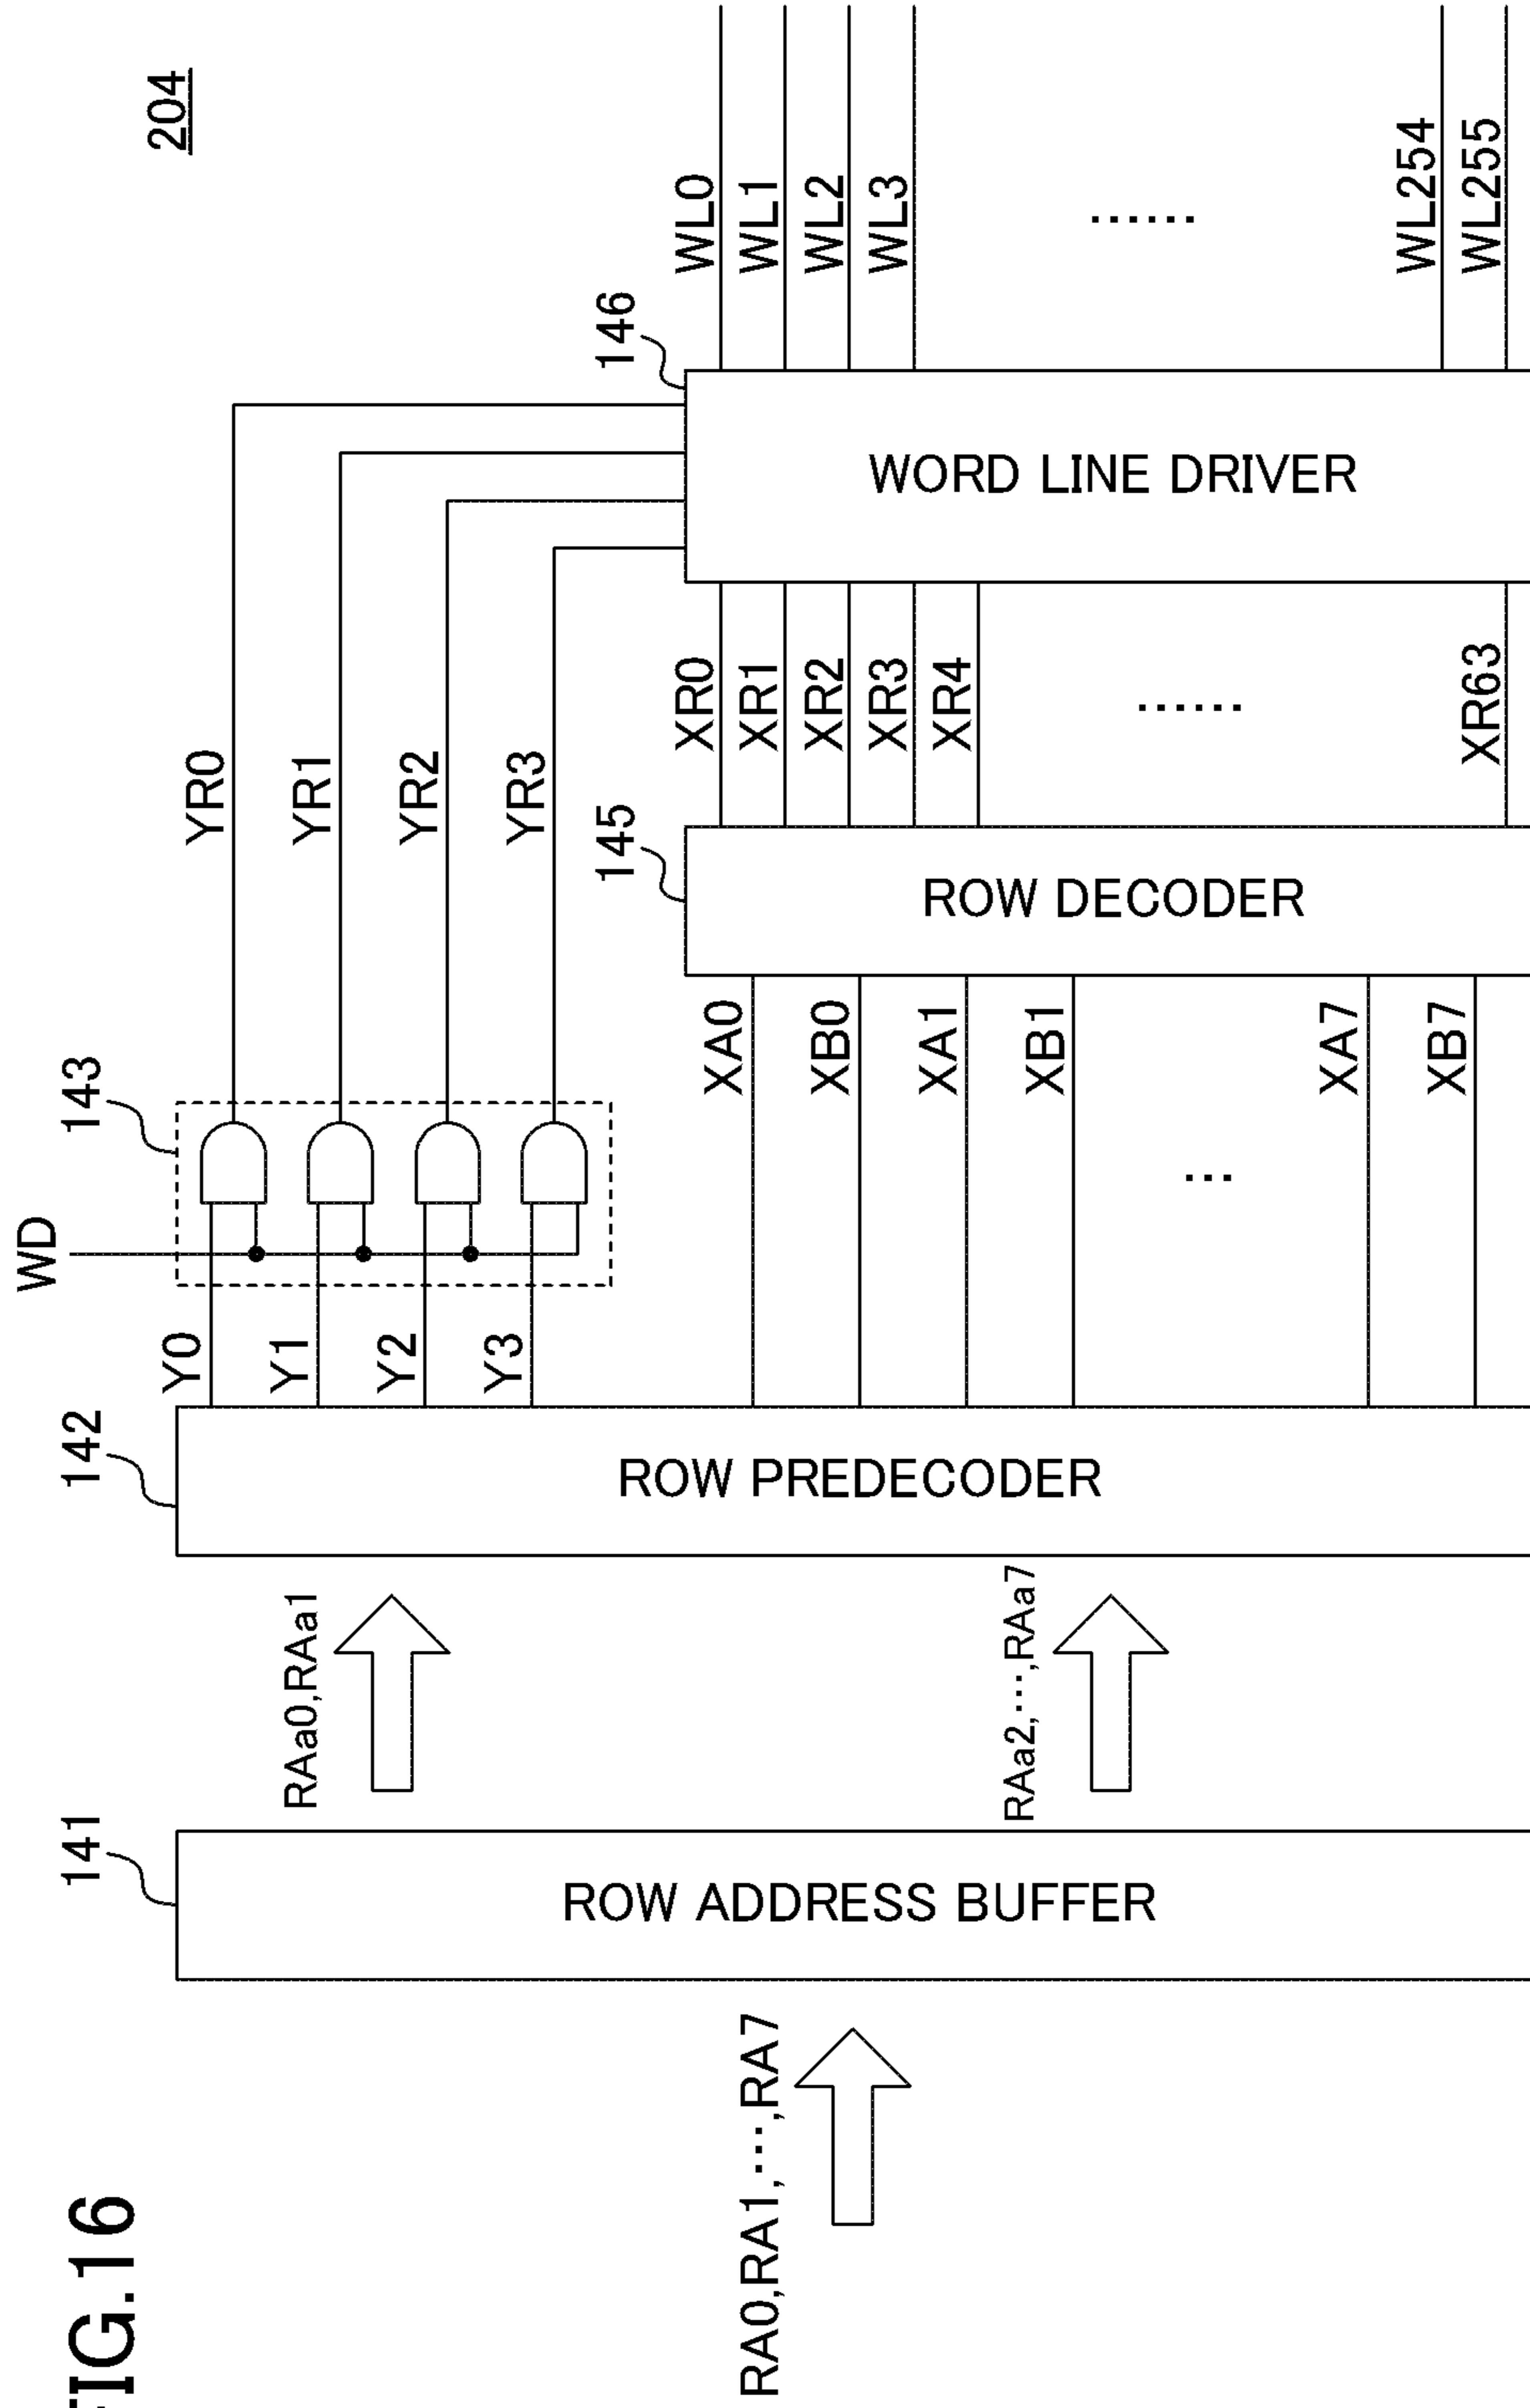 FIG.16
204
RA0,RA1,⋯,RA7
141
ROW ADDRESS BUFFER
RAa0,RAa1
RAa2,⋯,RAa7
142
ROW PREDECODER
WD
143
Y0
Y1
Y2
Y3
YR0
YR1
YR2
YR3
XA0
XB0
XA1
XB1
⋯
XA7
XB7
145
ROW DECODER
XR0
XR1
XR2
XR3
XR4
⋯⋯
XR63
146
WORD LINE DRIVER
WL0
WL1
WL2
WL3
⋯⋯
WL254
WL255